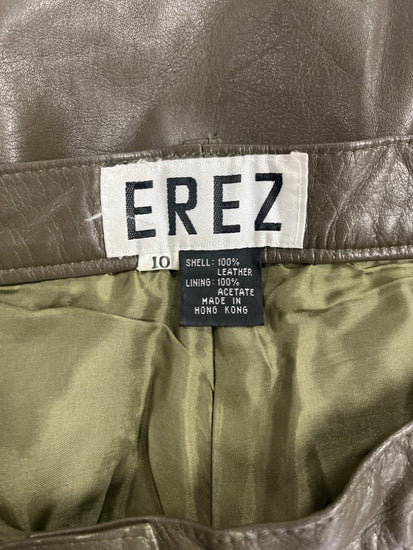 EREZ
10
SHELL: 100%
LEATHER
LINING: 100%
ACETATE
MADE IN
HONG KONG